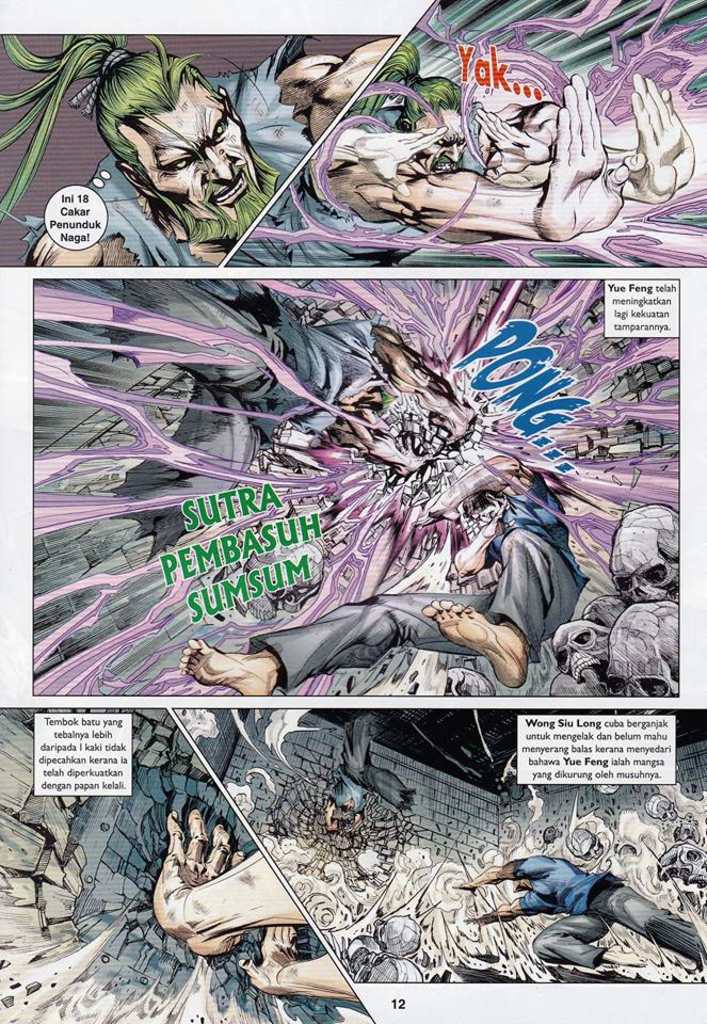 Ini 18
Cakar
Penunduk
Naga!
Yak...
Yue Feng telah
meningkatkan
lagi kekuatan
tamparannya.
PONG...
SUTRA
PEMBASUH
SUMSUM
Tembok batu yang
tebalnya lebih
daripada 1 kaki tidak
dipecahkan kerana ia
telah diperkuatkan
dengan papan kelali.
Wong Siu Long cuba berganjak
untuk mengelak dan belum mahu
menyerang balas kerana menyedari
bahawa Yue Feng ialah mangsa
yang dikurung oleh musuhnya.
12